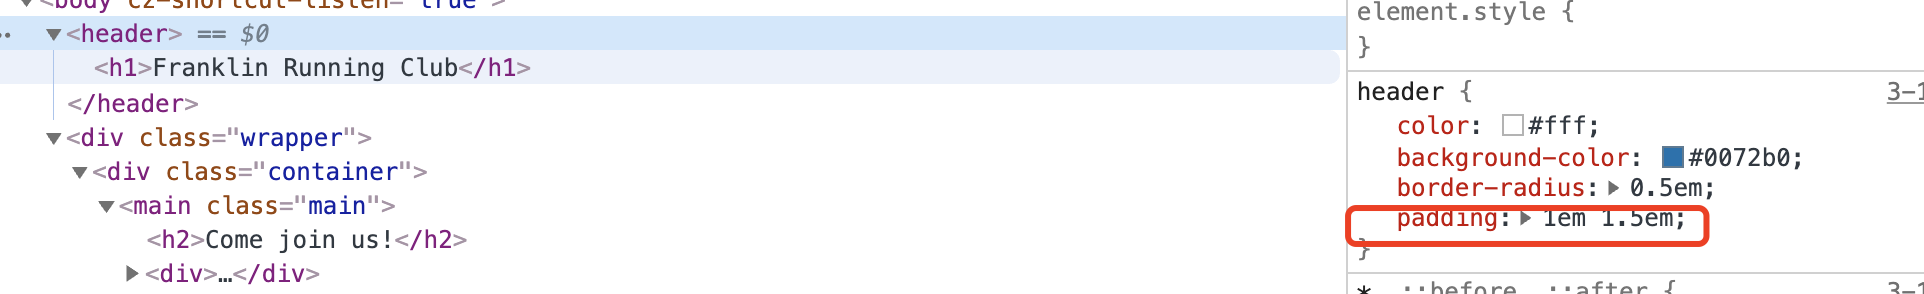 <body cz-shortcut-listen="true">
<header> == $0
<h1>Franklin Running Club</h1>
</header>
<div class="wrapper">
<div class="container">
<main class="main">
<h2>Come join us!</h2>
<div>…</div>
element.style {
}
header { 3-1
color: #fff;
background-color: #0072b0;
border-radius: 0.5em;
padding: 1em 1.5em;
}
*, ::before, ::after { 3-1